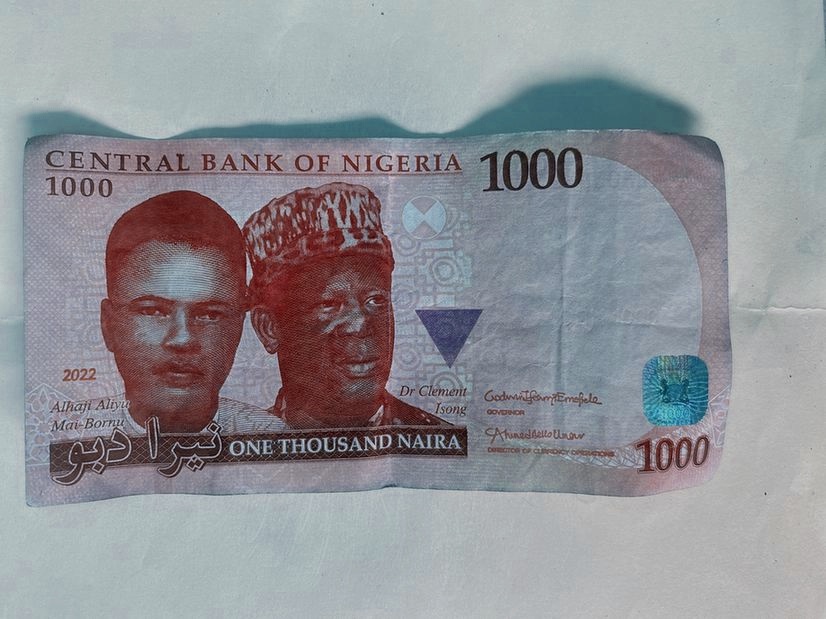 CENTRAL BANK OF NIGERIA
1000
1000
2022
Alhaji Aliyu
Mai-Bornu
Dr Clement
Isong
GOVERNOR
DIRECTOR OF CURRENCY OPERATIONS
نيرا دبو
ONE THOUSAND NAIRA
1000